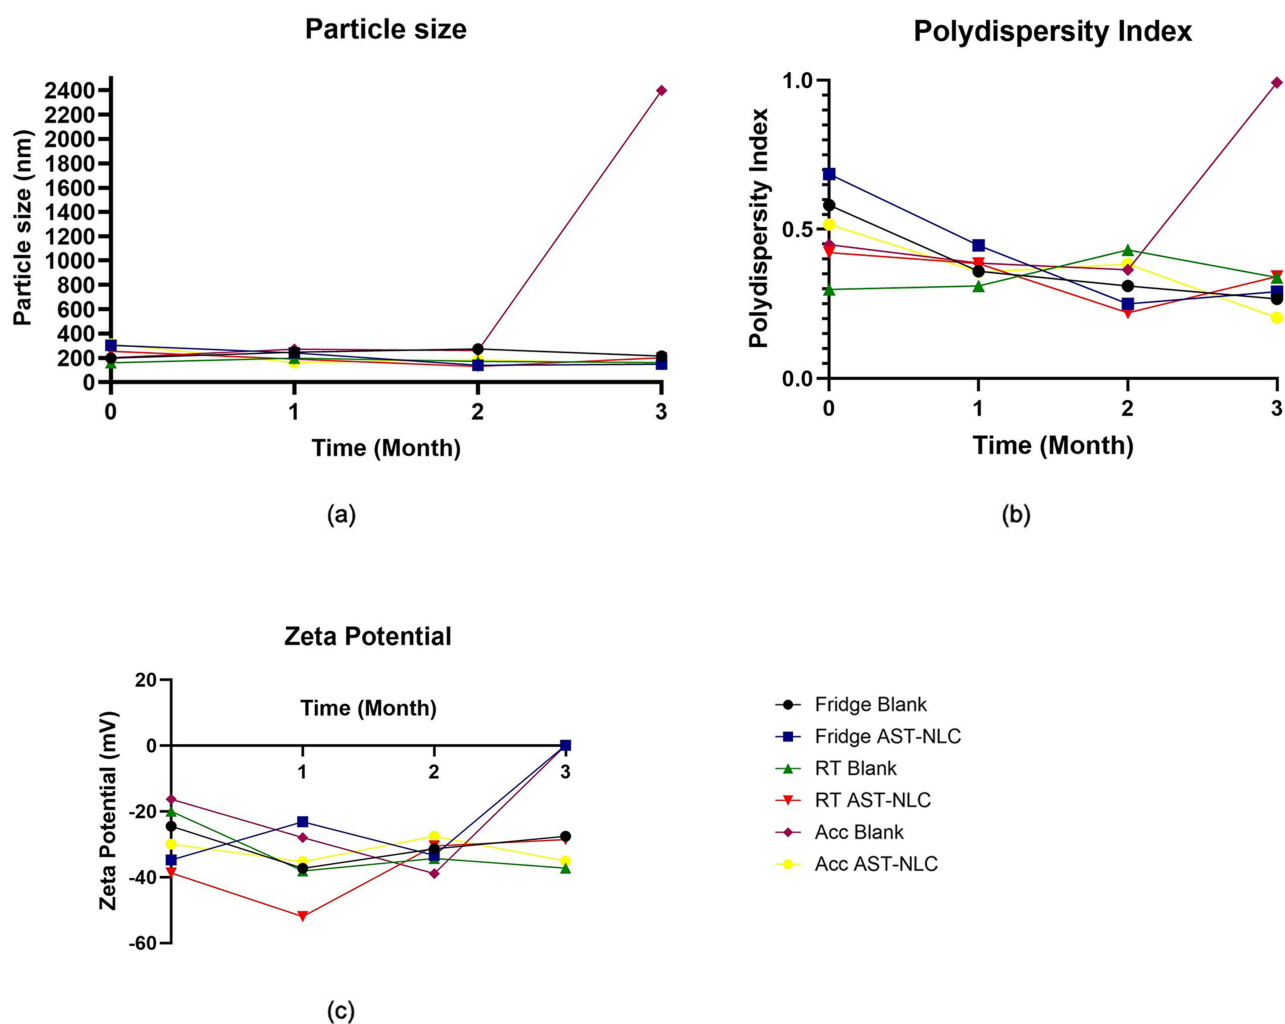 Particle size
Particle size (nm)
2400
2200
2000
1800
1600
1400
1200
1000
800
600
400
200
0
0 1 2 3
Time (Month)
(a)
Polydispersity Index
Polydispersity Index
1.0
0.5
0.0
0 1 2 3
Time (Month)
(b)
Zeta Potential
Zeta Potential (mV)
20
Time (Month)
0
1 2 3
-20
-40
-60
(c)
Fridge Blank
Fridge AST-NLC
RT Blank
RT AST-NLC
Acc Blank
Acc AST-NLC